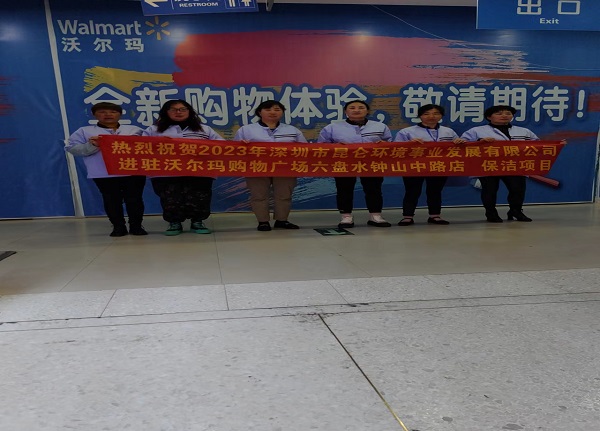 RESTROOM
出口
Exit
Walmart
沃尔玛
全新购物体验，敬请期待！
热烈祝贺2023年深圳市昆仑环境事业发展有限公司
进驻沃尔玛购物广场六盘水钟山中路店 保洁项目